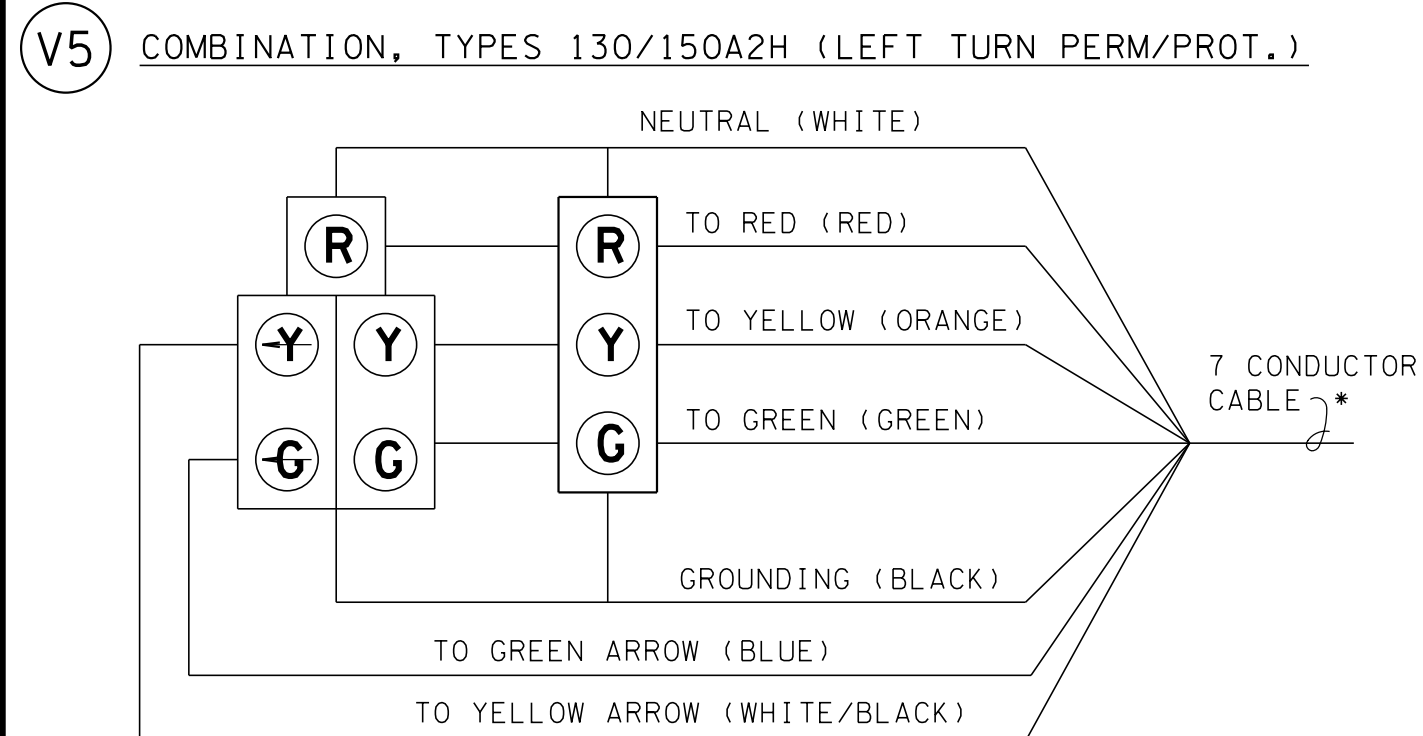 V5 COMBINATION, TYPES 130/150A2H (LEFT TURN PERM/PROT.)
NEUTRAL (WHITE)
R R TO RED (RED)
Y Y Y TO YELLOW (ORANGE)
7 CONDUCTOR
CABLE *
G G G TO GREEN (GREEN)
GROUNDING (BLACK)
TO GREEN ARROW (BLUE)
TO YELLOW ARROW (WHITE/BLACK)